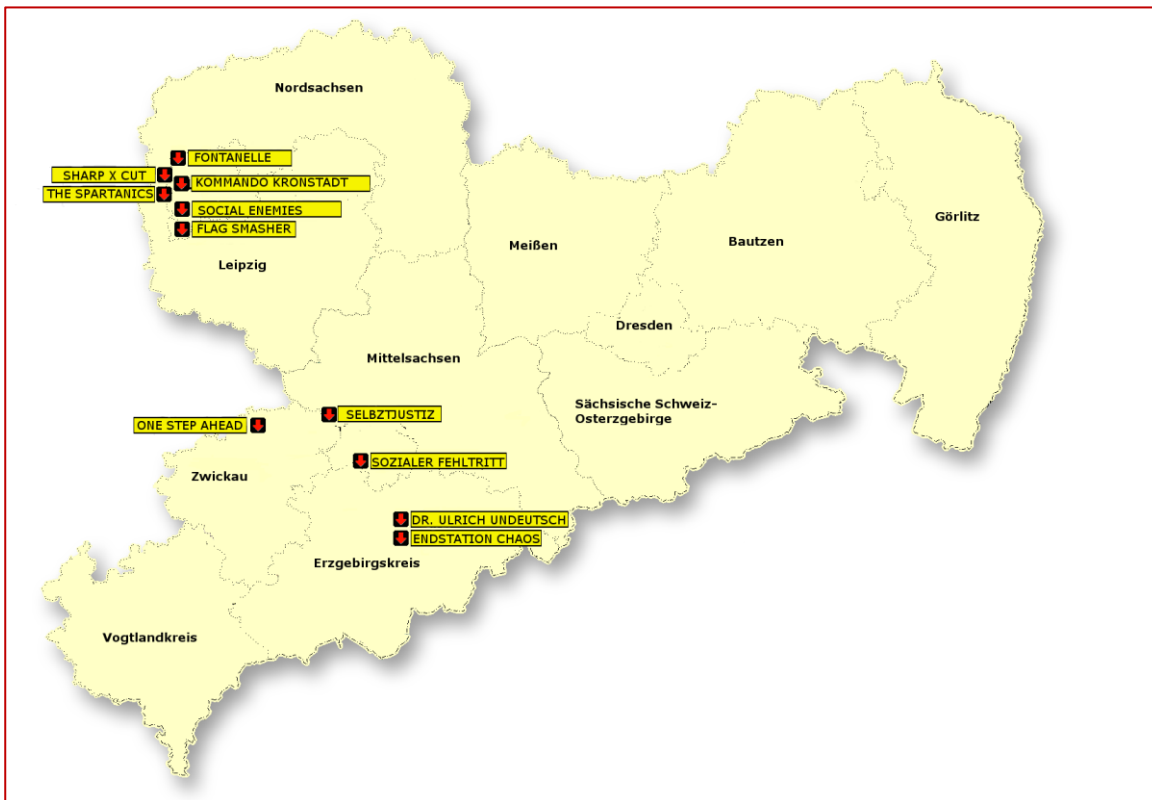 Nordsachsen
FONTANELLE
SHARP X CUT
KOMMANDO KRONSTADT
THE SPARTANICS
SOCIAL ENEMIES
FLAG SMASHER
Leipzig
Meißen
Bautzen
Görlitz
Dresden
Mittelsachsen
Sächsische Schweiz-
Osterzgebirge
SELBZTJUSTIZ
ONE STEP AHEAD
SOZIALER FEHLTRITT
Zwickau
DR. ULRICH UNDEUTSCH
ENDSTATION CHAOS
Erzgebirgskreis
Vogtlandkreis